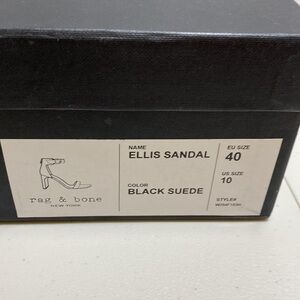 rag & bone
NEW YORK
NAME
ELLIS SANDAL
COLOR
BLACK SUEDE
EU SIZE
40
US SIZE
10
STYLE#